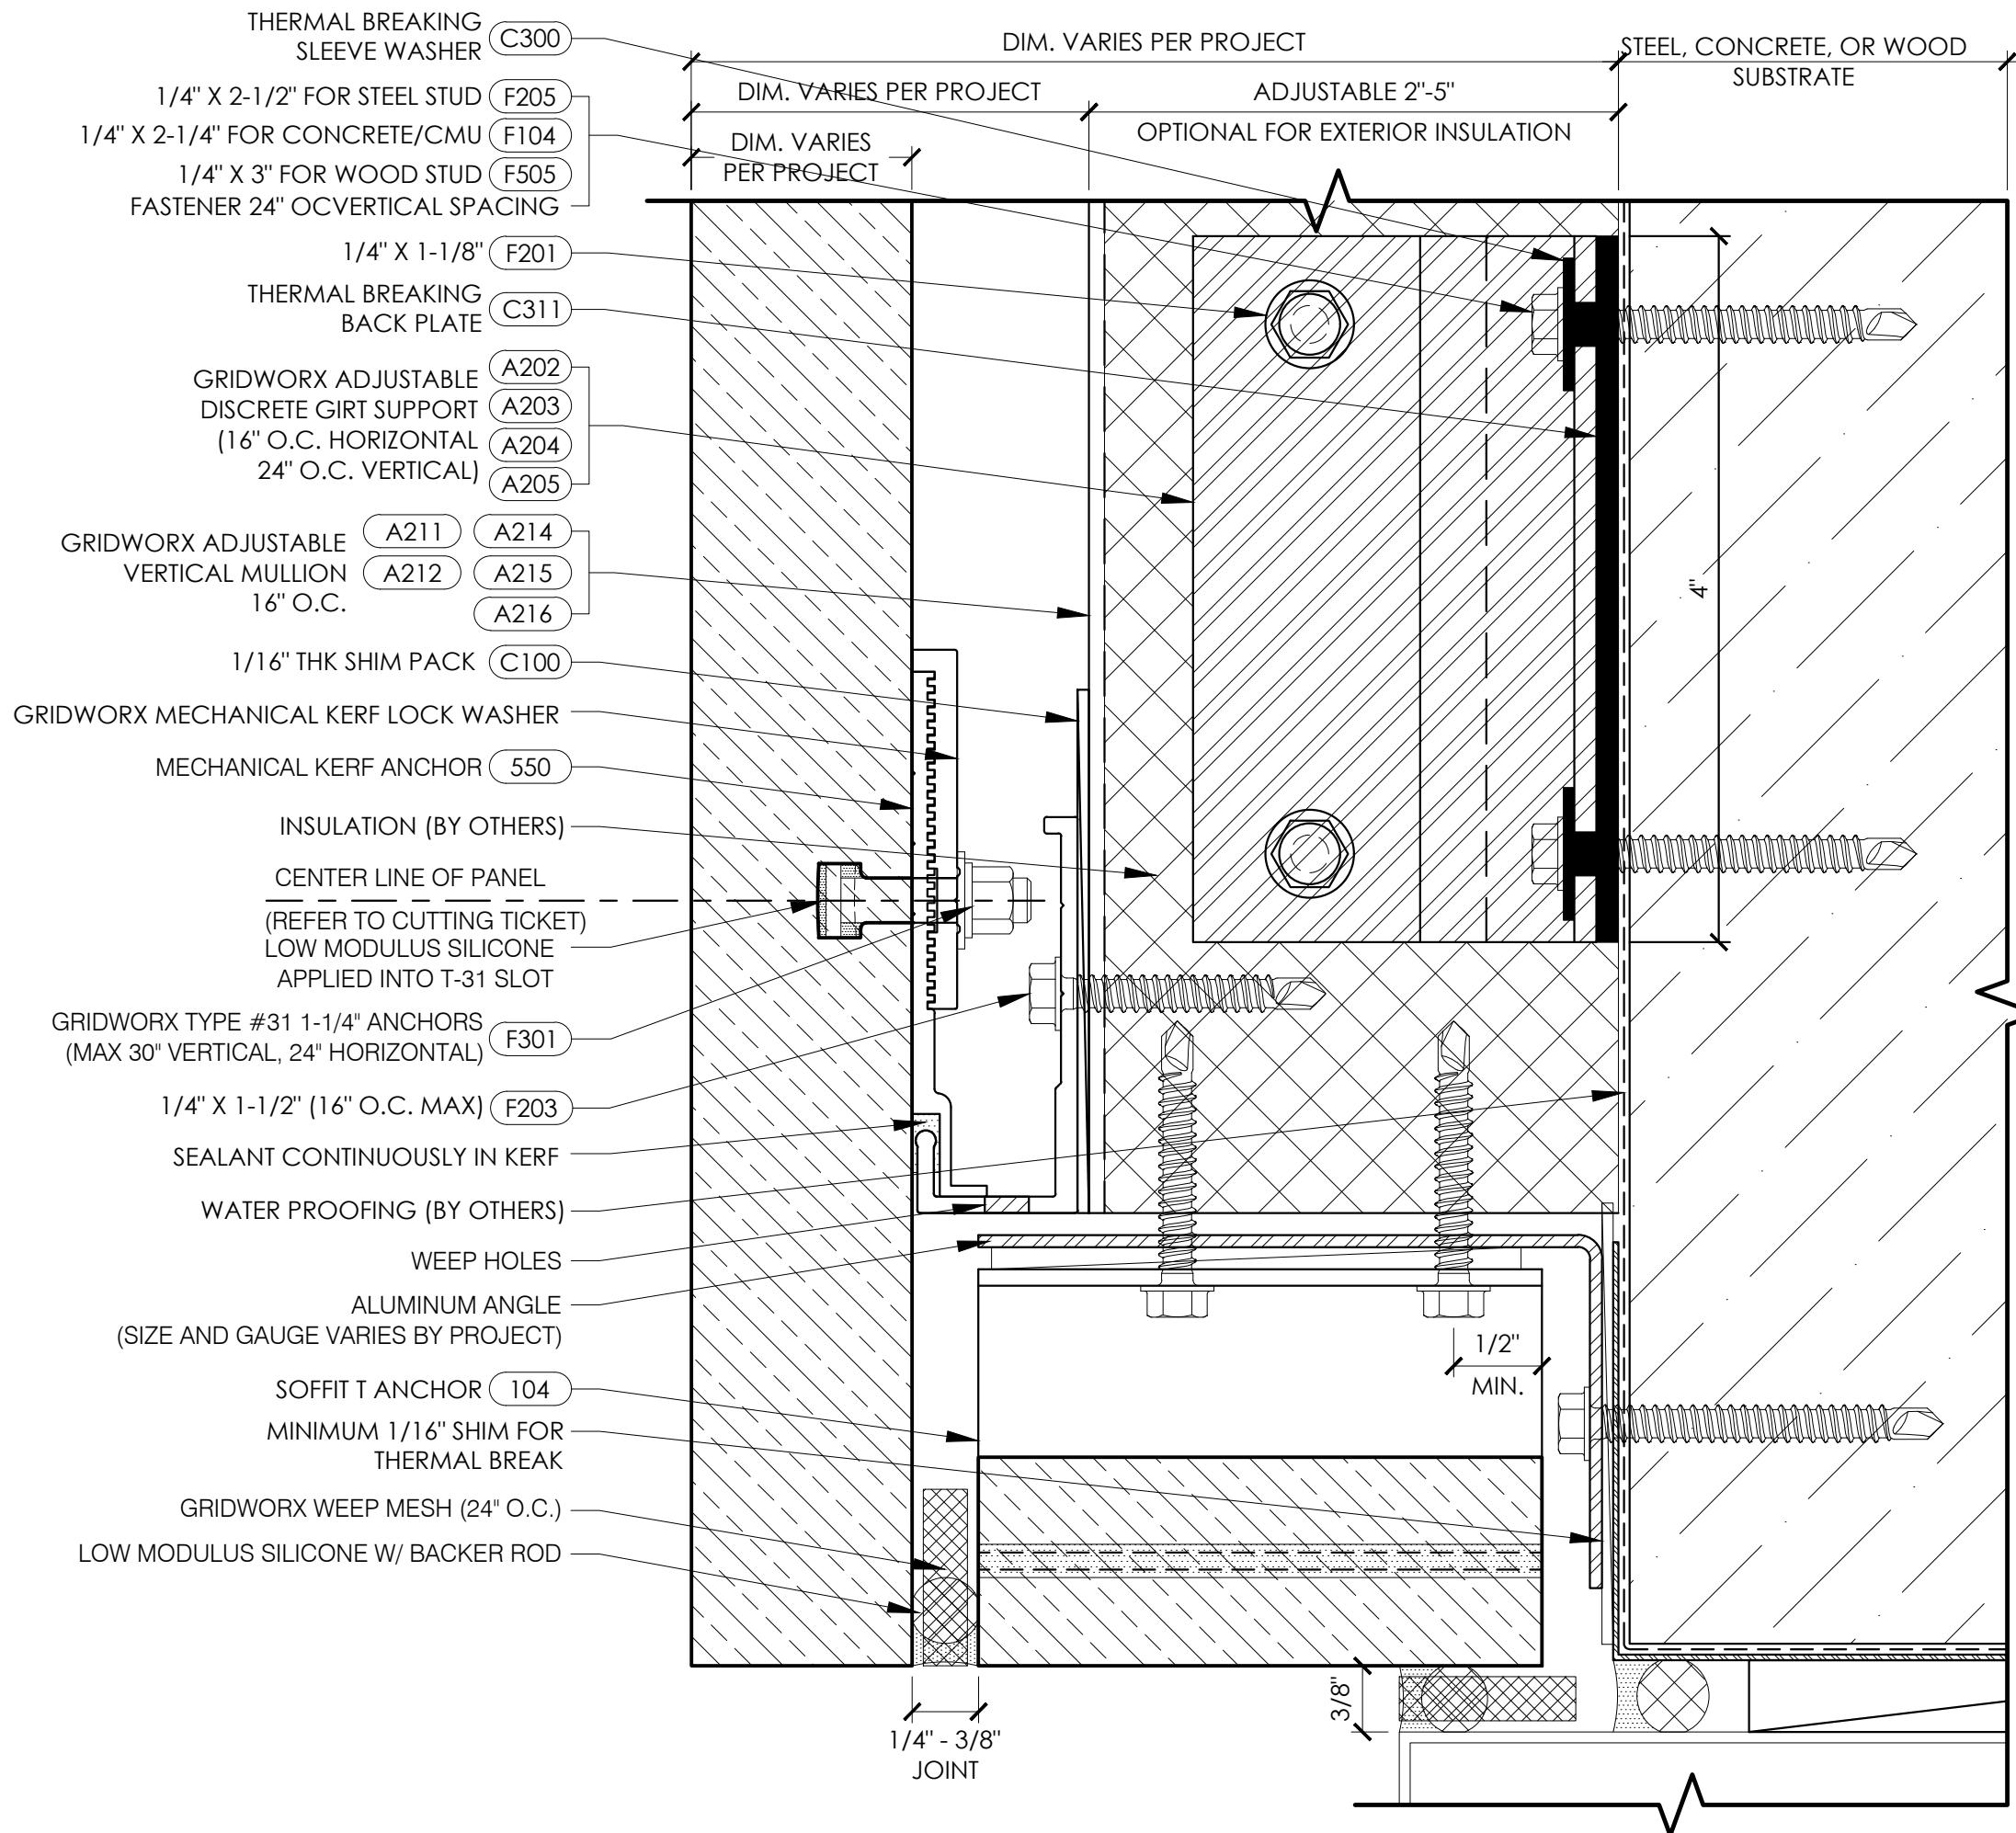 THERMAL BREAKING
SLEEVE WASHER C300
1/4" X 2-1/2" FOR STEEL STUD F205
1/4" X 2-1/4" FOR CONCRETE/CMU F104
1/4" X 3" FOR WOOD STUD F505
FASTENER 24" OCVERTICAL SPACING
1/4" X 1-1/8" F201
THERMAL BREAKING
BACK PLATE C311
GRIDWORX ADJUSTABLE
DISCRETE GIRT SUPPORT
(16" O.C. HORIZONTAL
24" O.C. VERTICAL)
A202
A203
A204
A205
GRIDWORX ADJUSTABLE
VERTICAL MULLION
16" O.C.
A211 A214
A212 A215
A216
1/16" THK SHIM PACK C100
GRIDWORX MECHANICAL KERF LOCK WASHER
MECHANICAL KERF ANCHOR 550
INSULATION (BY OTHERS)
CENTER LINE OF PANEL
(REFER TO CUTTING TICKET)
LOW MODULUS SILICONE
APPLIED INTO T-31 SLOT
GRIDWORX TYPE #31 1-1/4" ANCHORS
(MAX 30" VERTICAL, 24" HORIZONTAL) F301
1/4" X 1-1/2" (16" O.C. MAX) F203
SEALANT CONTINUOUSLY IN KERF
WATER PROOFING (BY OTHERS)
WEEP HOLES
ALUMINUM ANGLE
(SIZE AND GAUGE VARIES BY PROJECT)
SOFFIT T ANCHOR 104
MINIMUM 1/16" SHIM FOR
THERMAL BREAK
GRIDWORX WEEP MESH (24" O.C.)
LOW MODULUS SILICONE W/ BACKER ROD
DIM. VARIES PER PROJECT
STEEL, CONCRETE, OR WOOD
SUBSTRATE
DIM. VARIES PER PROJECT
ADJUSTABLE 2"-5"
OPTIONAL FOR EXTERIOR INSULATION
DIM. VARIES
PER PROJECT
4"
1/2"
MIN.
3/8"
1/4" - 3/8"
JOINT